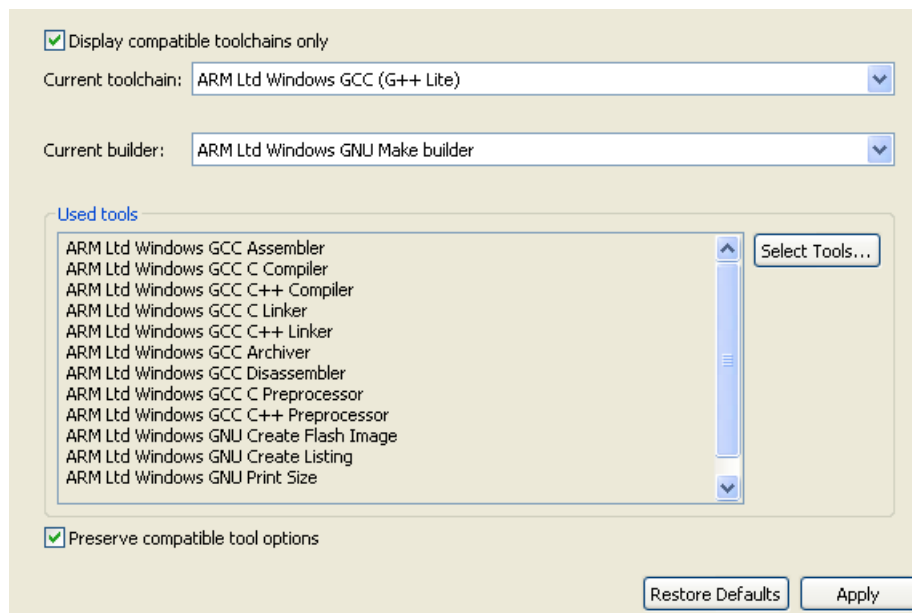 Display compatible toolchains only
Current toolchain: ARM Ltd Windows GCC (G++ Lite)
Current builder: ARM Ltd Windows GNU Make builder
Used tools
ARM Ltd Windows GCC Assembler
Select Tools...
ARM Ltd Windows GCC C Compiler
ARM Ltd Windows GCC C++ Compiler
ARM Ltd Windows GCC C Linker
ARM Ltd Windows GCC C++ Linker
ARM Ltd Windows GCC Archiver
ARM Ltd Windows GCC Disassembler
ARM Ltd Windows GCC C Preprocessor
ARM Ltd Windows GCC C++ Preprocessor
ARM Ltd Windows GNU Create Flash Image
ARM Ltd Windows GNU Create Listing
ARM Ltd Windows GNU Print Size
Preserve compatible tool options
Restore Defaults Apply